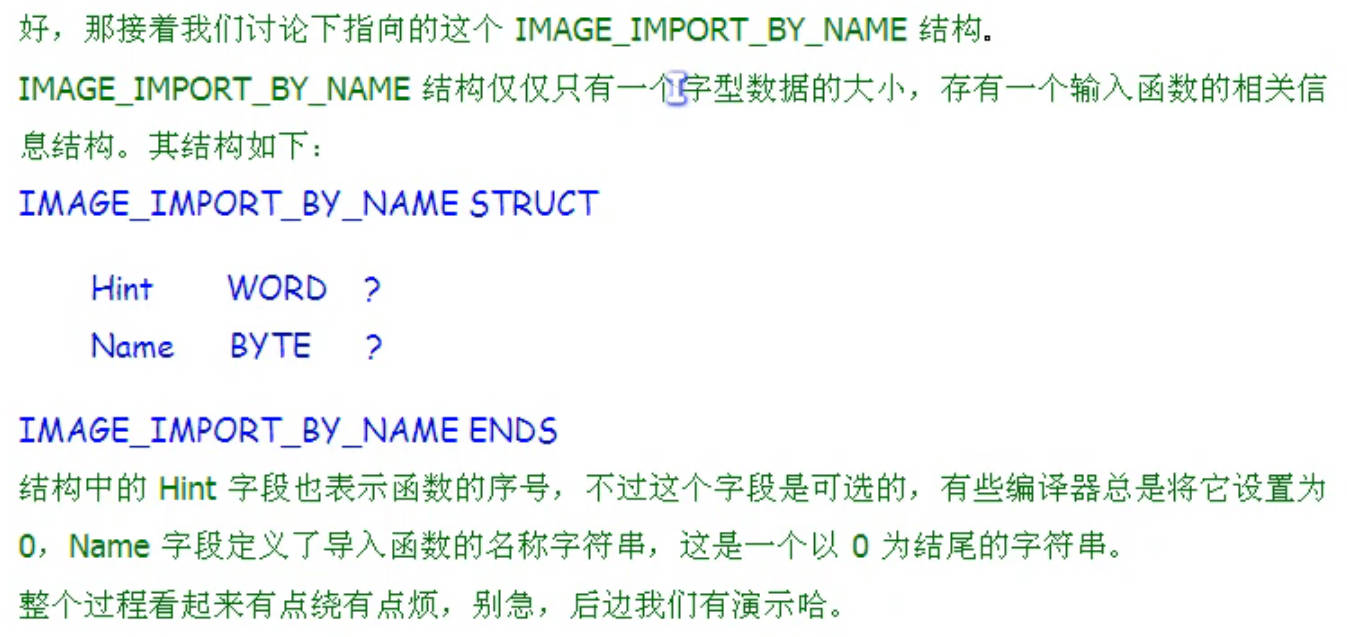 好，那接着我们讨论下指向的这个 IMAGE_IMPORT_BY_NAME 结构。
IMAGE_IMPORT_BY_NAME 结构仅仅只有一个字型数据的大小，存有一个输入函数的相关信
息结构。其结构如下：
IMAGE_IMPORT_BY_NAME STRUCT
Hint WORD ?
Name BYTE ?
IMAGE_IMPORT_BY_NAME ENDS
结构中的 Hint 字段也表示函数的序号，不过这个字段是可选的，有些编译器总是将它设置为
0，Name 字段定义了导入函数的名称字符串，这是一个以 0 为结尾的字符串。
整个过程看起来有点绕有点烦，别急，后边我们有演示哈。